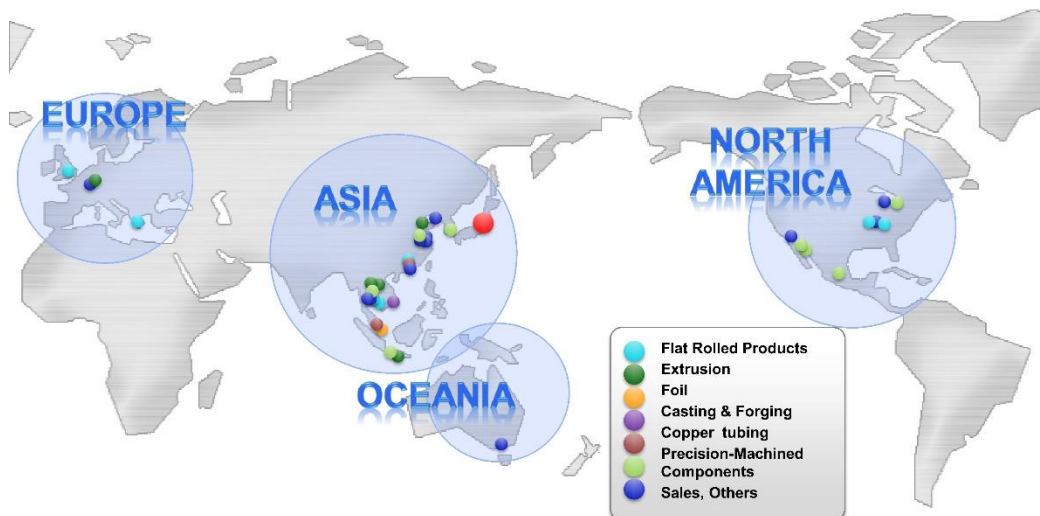 EUROPE
ASIA
NORTH
AMERICA
OCEANIA
Flat Rolled Products
Extrusion
Foil
Casting & Forging
Copper tubing
Precision-Machined
Components
Sales, Others